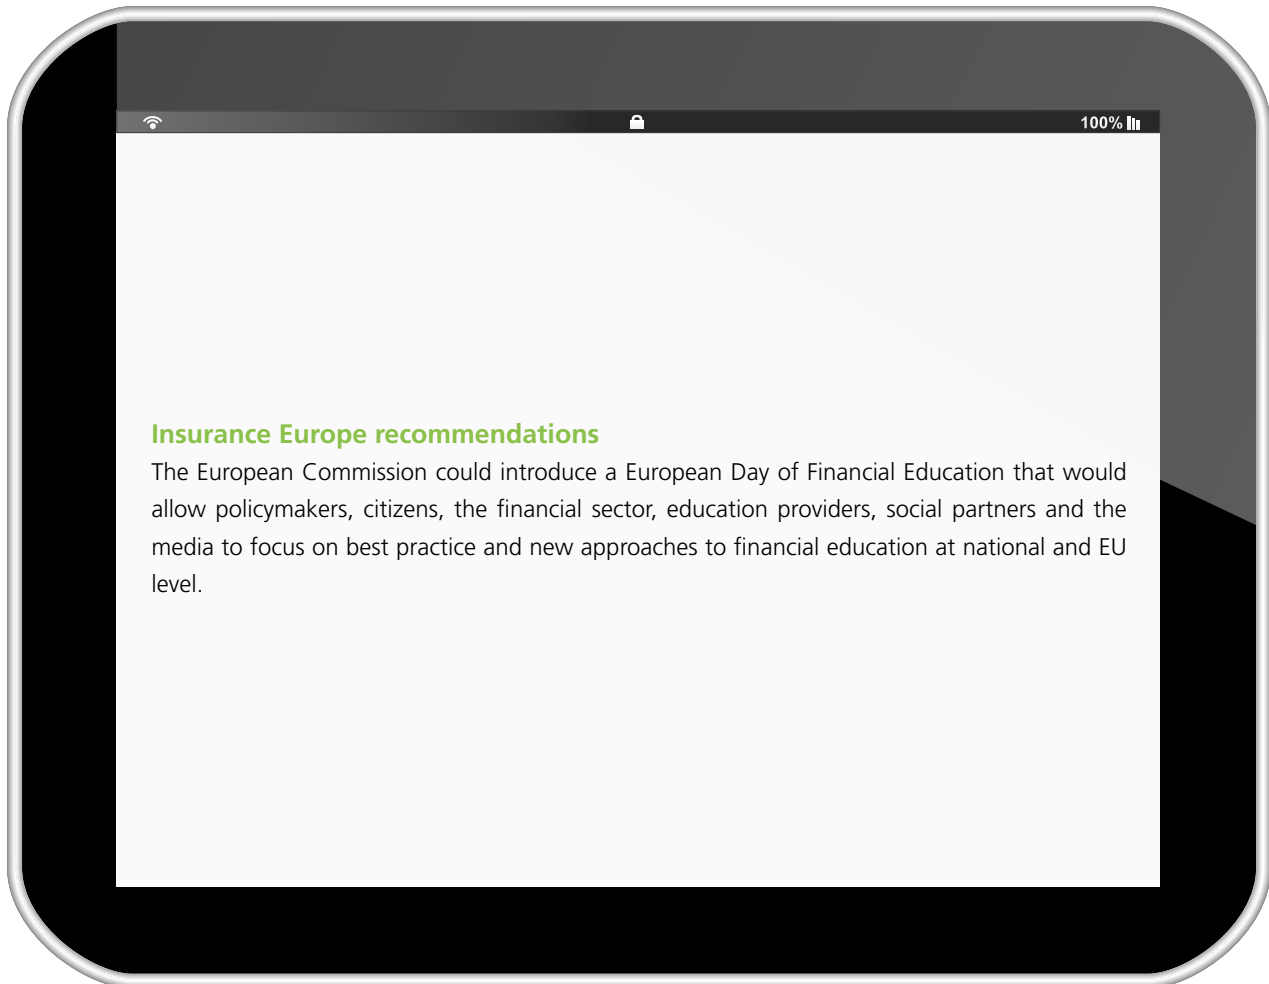 100%
Insurance Europe recommendations
The European Commission could introduce a European Day of Financial Education that would
allow policymakers, citizens, the financial sector, education providers, social partners and the
media to focus on best practice and new approaches to financial education at national and EU
level.